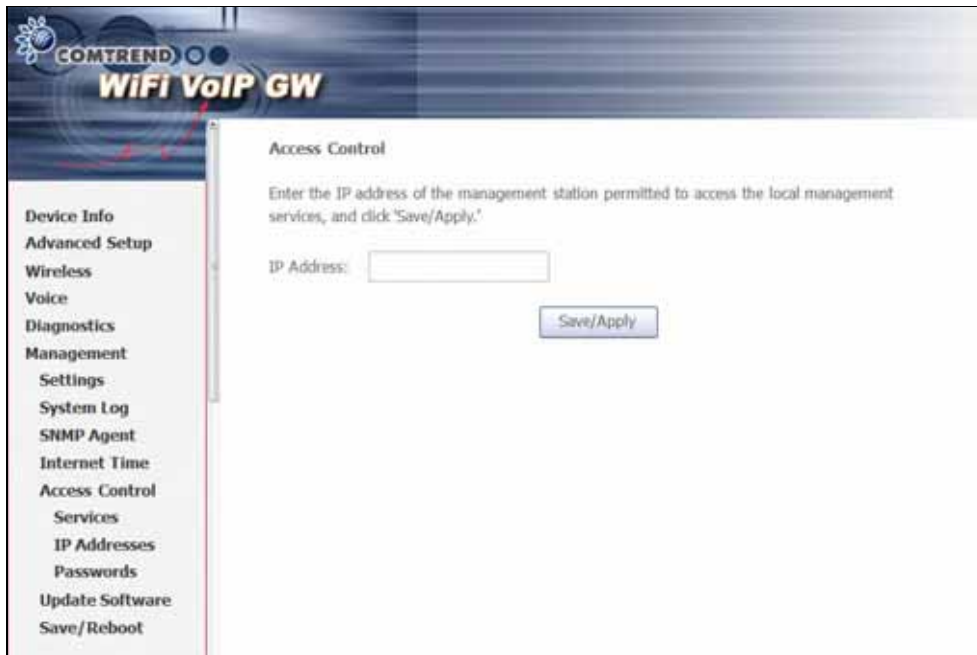 COMTREND
WiFi VoIP GW
Device Info
Advanced Setup
Wireless
Voice
Diagnostics
Management
Settings
System Log
SNMP Agent
Internet Time
Access Control
Services
IP Addresses
Passwords
Update Software
Save/Reboot
Access Control
Enter the IP address of the management station permitted to access the local management
services, and click 'Save/Apply.'
IP Address:
Save/Apply